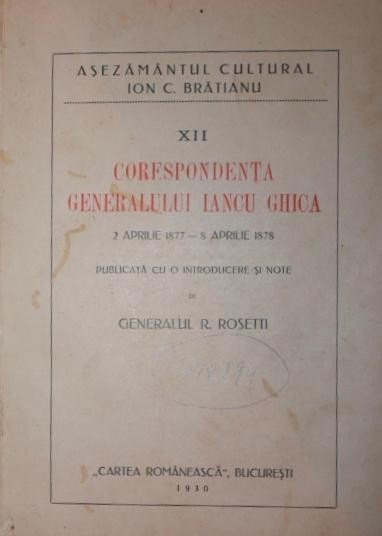 AȘEZĂMÂNTUL CULTURAL
ION C. BRĂTIANU
XII
CORESPONDENȚA
GENERALULUI IANCU GHICA
2 APRILIE 1877 — 8 APRILIE 1878
PUBLICATĂ CU O INTRODUCERE ȘI NOTE
DE
GENERALUL R. ROSETTI
„CARTEA ROMÂNEASCĂ“, BUCUREȘTI
1930